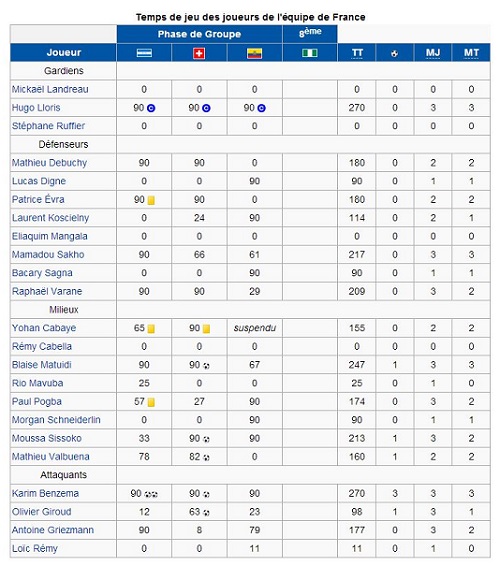 Temps de jeu des joueurs de l'équipe de France
Phase de Groupe 8ème
Joueur TT MJ MT
Gardiens
Mickaël Landreau 0 0 0 0 0 0 0
Hugo Lloris 90 C 90 C 90 C 270 0 3 3
Stéphane Ruffier 0 0 0 0 0 0 0
Défenseurs
Mathieu Debuchy 90 90 0 180 0 2 2
Lucas Digne 0 0 90 90 0 1 1
Patrice Évra 90 90 0 180 0 2 2
Laurent Koscielny 0 24 90 114 0 2 1
Eliaquim Mangala 0 0 0 0 0 0 0
Mamadou Sakho 90 66 61 217 0 3 3
Bacary Sagna 0 0 90 90 0 1 1
Raphaël Varane 90 90 29 209 0 3 2
Milieux
Yohan Cabaye 65 90 suspendu 155 0 2 2
Rémy Cabella 0 0 0 0 0 0 0
Blaise Matuidi 90 90 67 247 1 3 3
Rio Mavuba 25 0 0 25 0 1 0
Paul Pogba 57 27 90 174 0 3 2
Morgan Schneiderlin 0 0 90 90 0 1 1
Moussa Sissoko 33 90 90 213 1 3 2
Mathieu Valbuena 78 82 0 160 1 2 2
Attaquants
Karim Benzema 90 90 90 270 3 3 3
Olivier Giroud 12 63 23 98 1 3 1
Antoine Griezmann 90 8 79 177 0 3 2
Loïc Rémy 0 0 11 11 0 1 0